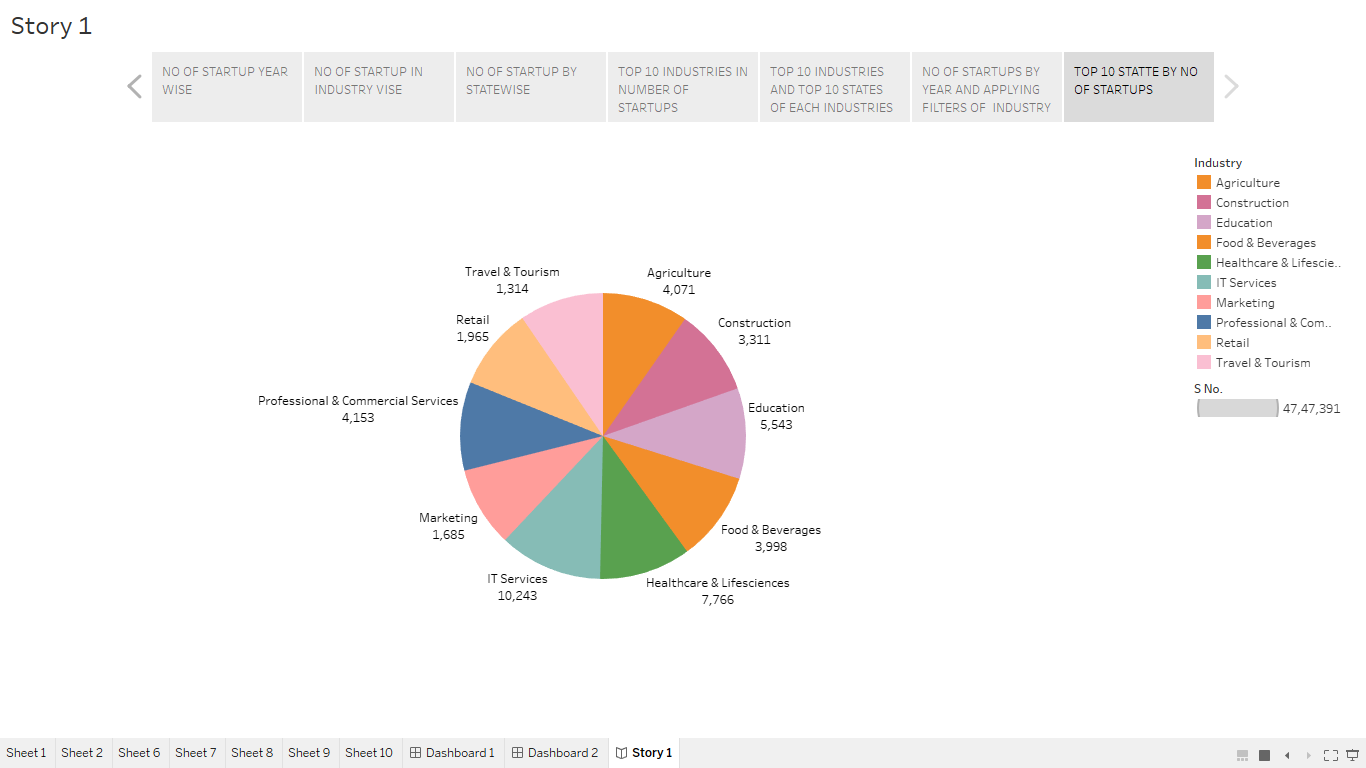 Story 1
NO OF STARTUP YEAR
WISE
NO OF STARTUP IN
INDUSTRY VISE
NO OF STARTUP BY
STATEWISE
TOP 10 INDUSTRIES IN
NUMBER OF
STARTUPS
TOP 10 INDUSTRIES
AND TOP 10 STATES
OF EACH INDUSTRIES
NO OF STARTUPS BY
YEAR AND APPLYING
FILTERS OF INDUSTRY
TOP 10 STATTE BY NO
OF STARTUPS
Industry
Agriculture
Construction
Education
Food & Beverages
Healthcare & Lifescie..
IT Services
Marketing
Professional & Com..
Retail
Travel & Tourism
S No.
47,47,391
Travel & Tourism
1,314
Agriculture
4,071
Retail
1,965
Construction
3,311
Professional & Commercial Services
4,153
Education
5,543
Marketing
1,685
Food & Beverages
3,998
IT Services
10,243
Healthcare & Lifesciences
7,766
Sheet 1
Sheet 2
Sheet 6
Sheet 7
Sheet 8
Sheet 9
Sheet 10
Dashboard 1
Dashboard 2
Story 1